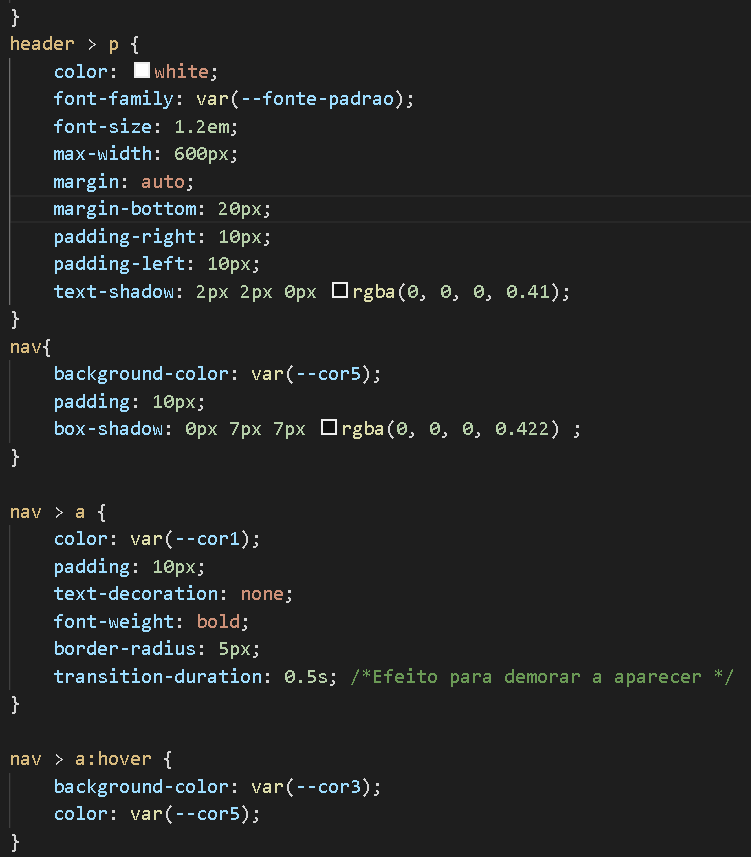 }
header > p {
    color: white;
    font-family: var(--fonte-padrao);
    font-size: 1.2em;
    max-width: 600px;
    margin: auto;
    margin-bottom: 20px;
    padding-right: 10px;
    padding-left: 10px;
    text-shadow: 2px 2px 0px rgba(0, 0, 0, 0.41);
}
nav{
    background-color: var(--cor5);
    padding: 10px;
    box-shadow: 0px 7px 7px rgba(0, 0, 0, 0.422) ;
}

nav > a {
    color: var(--cor1);
    padding: 10px;
    text-decoration: none;
    font-weight: bold;
    border-radius: 5px;
    transition-duration: 0.5s; /*Efeito para demorar a aparecer */
}

nav > a:hover {
    background-color: var(--cor3);
    color: var(--cor5);
}